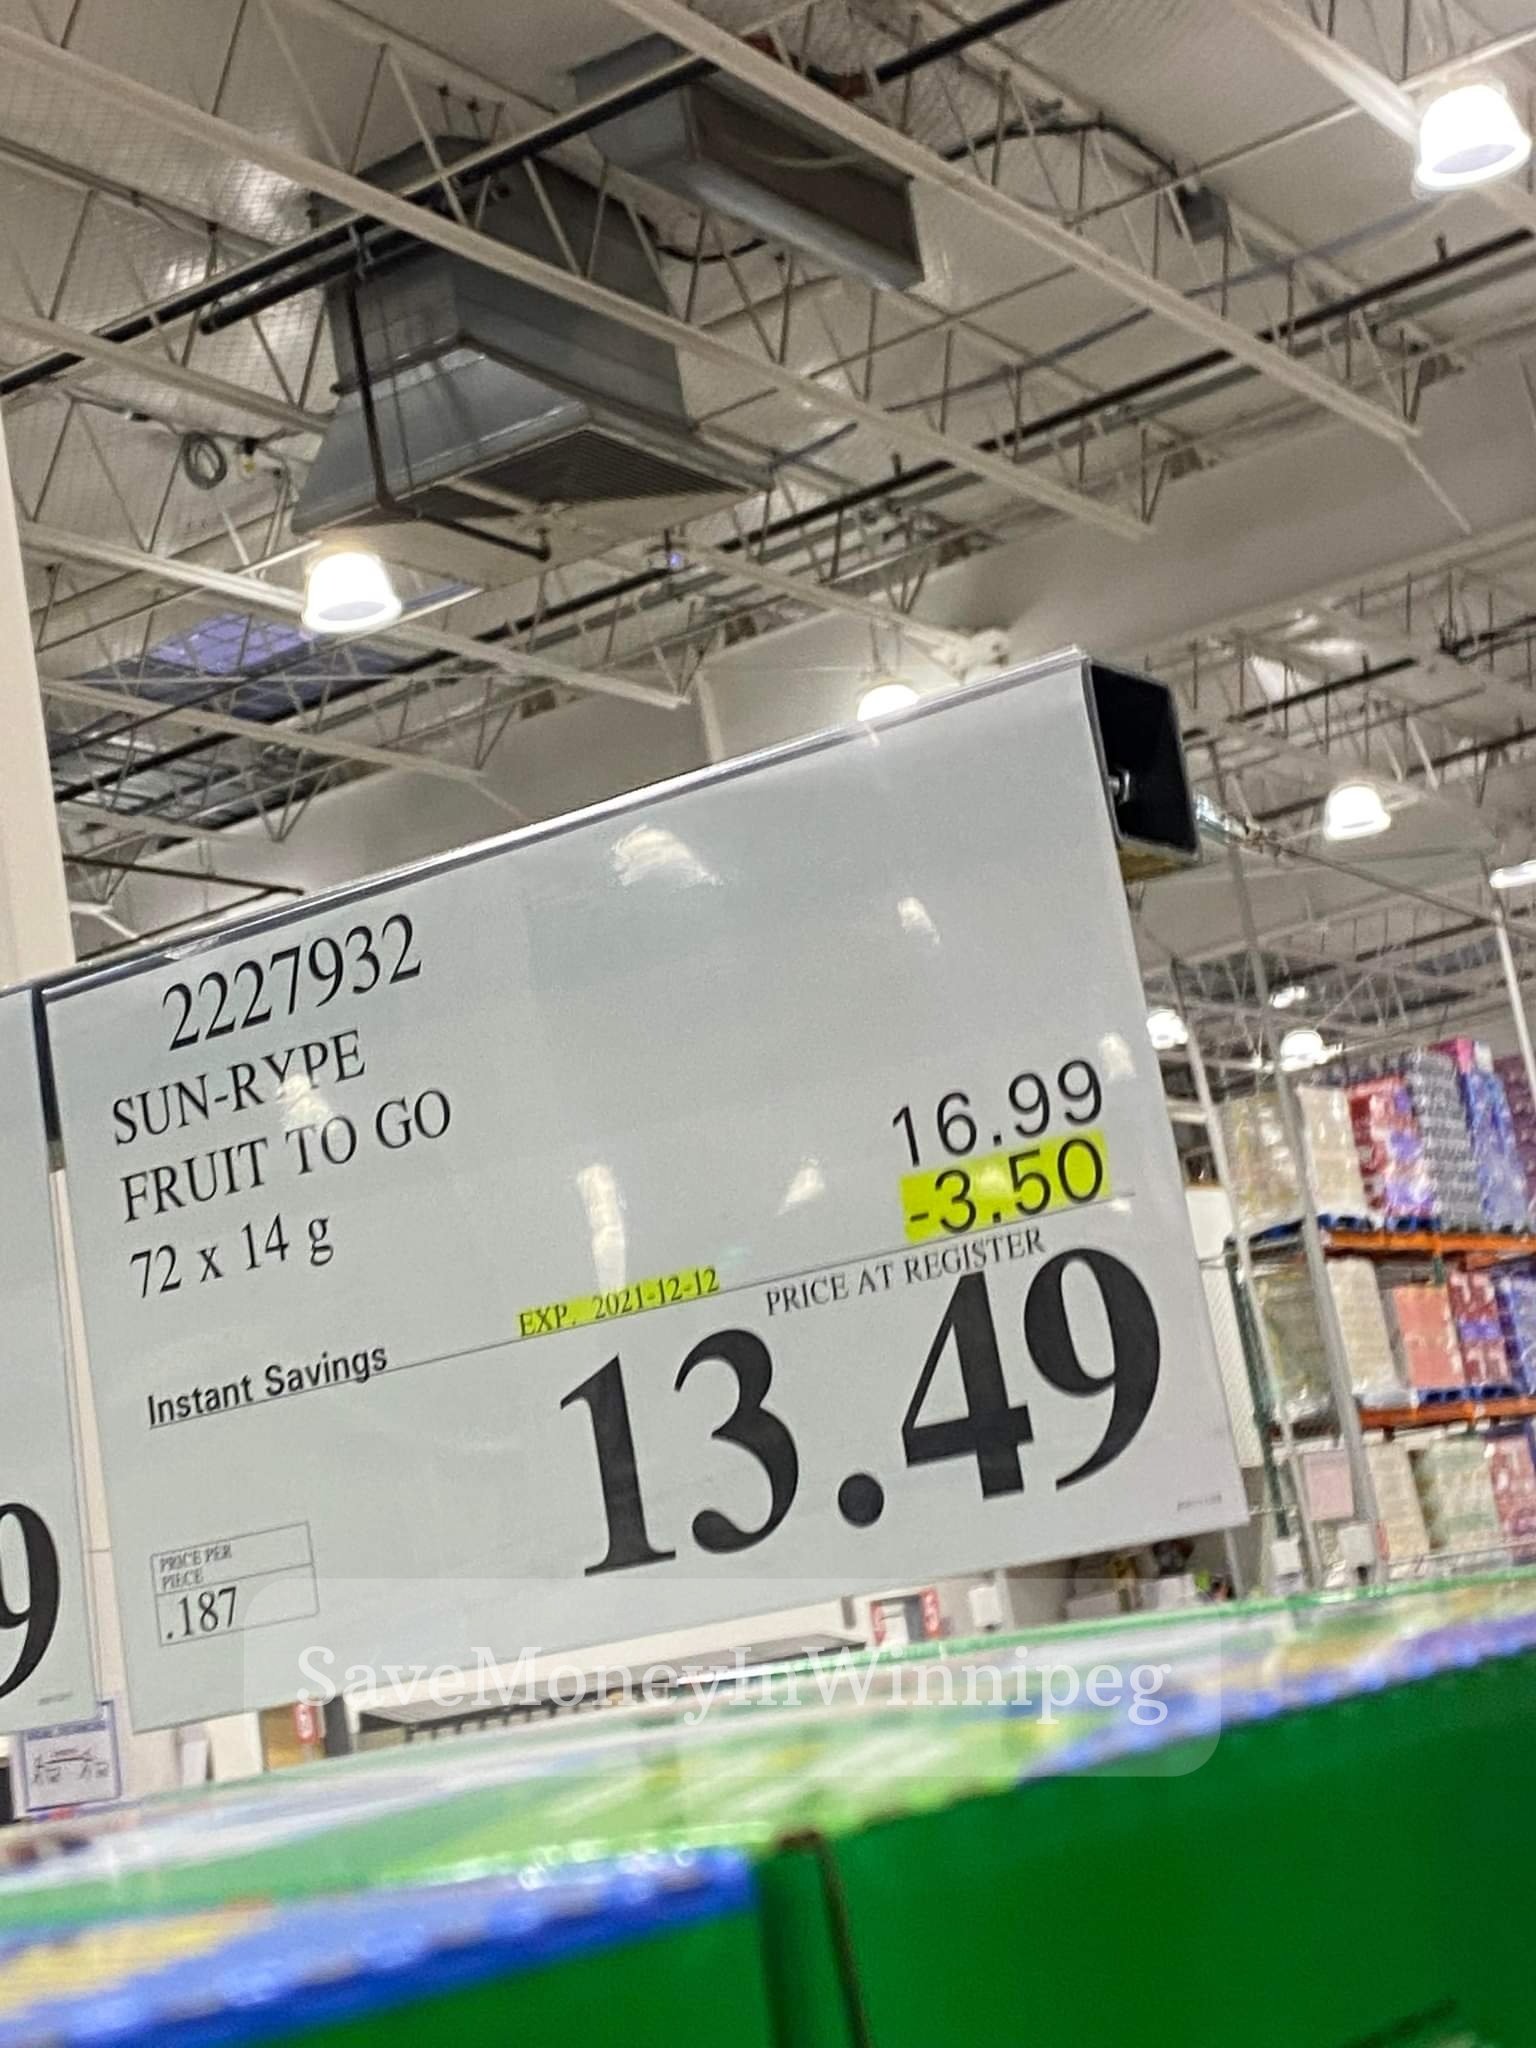 2227932
SUN-RYPE
FRUIT TO GO
72 x 14 g
16.99
-3.50
EXP. 2021-12-12
PRICE AT REGISTER
Instant Savings
13.49
PRICE PER
PIECE
.187
9
SaveMoneyInWinnipeg